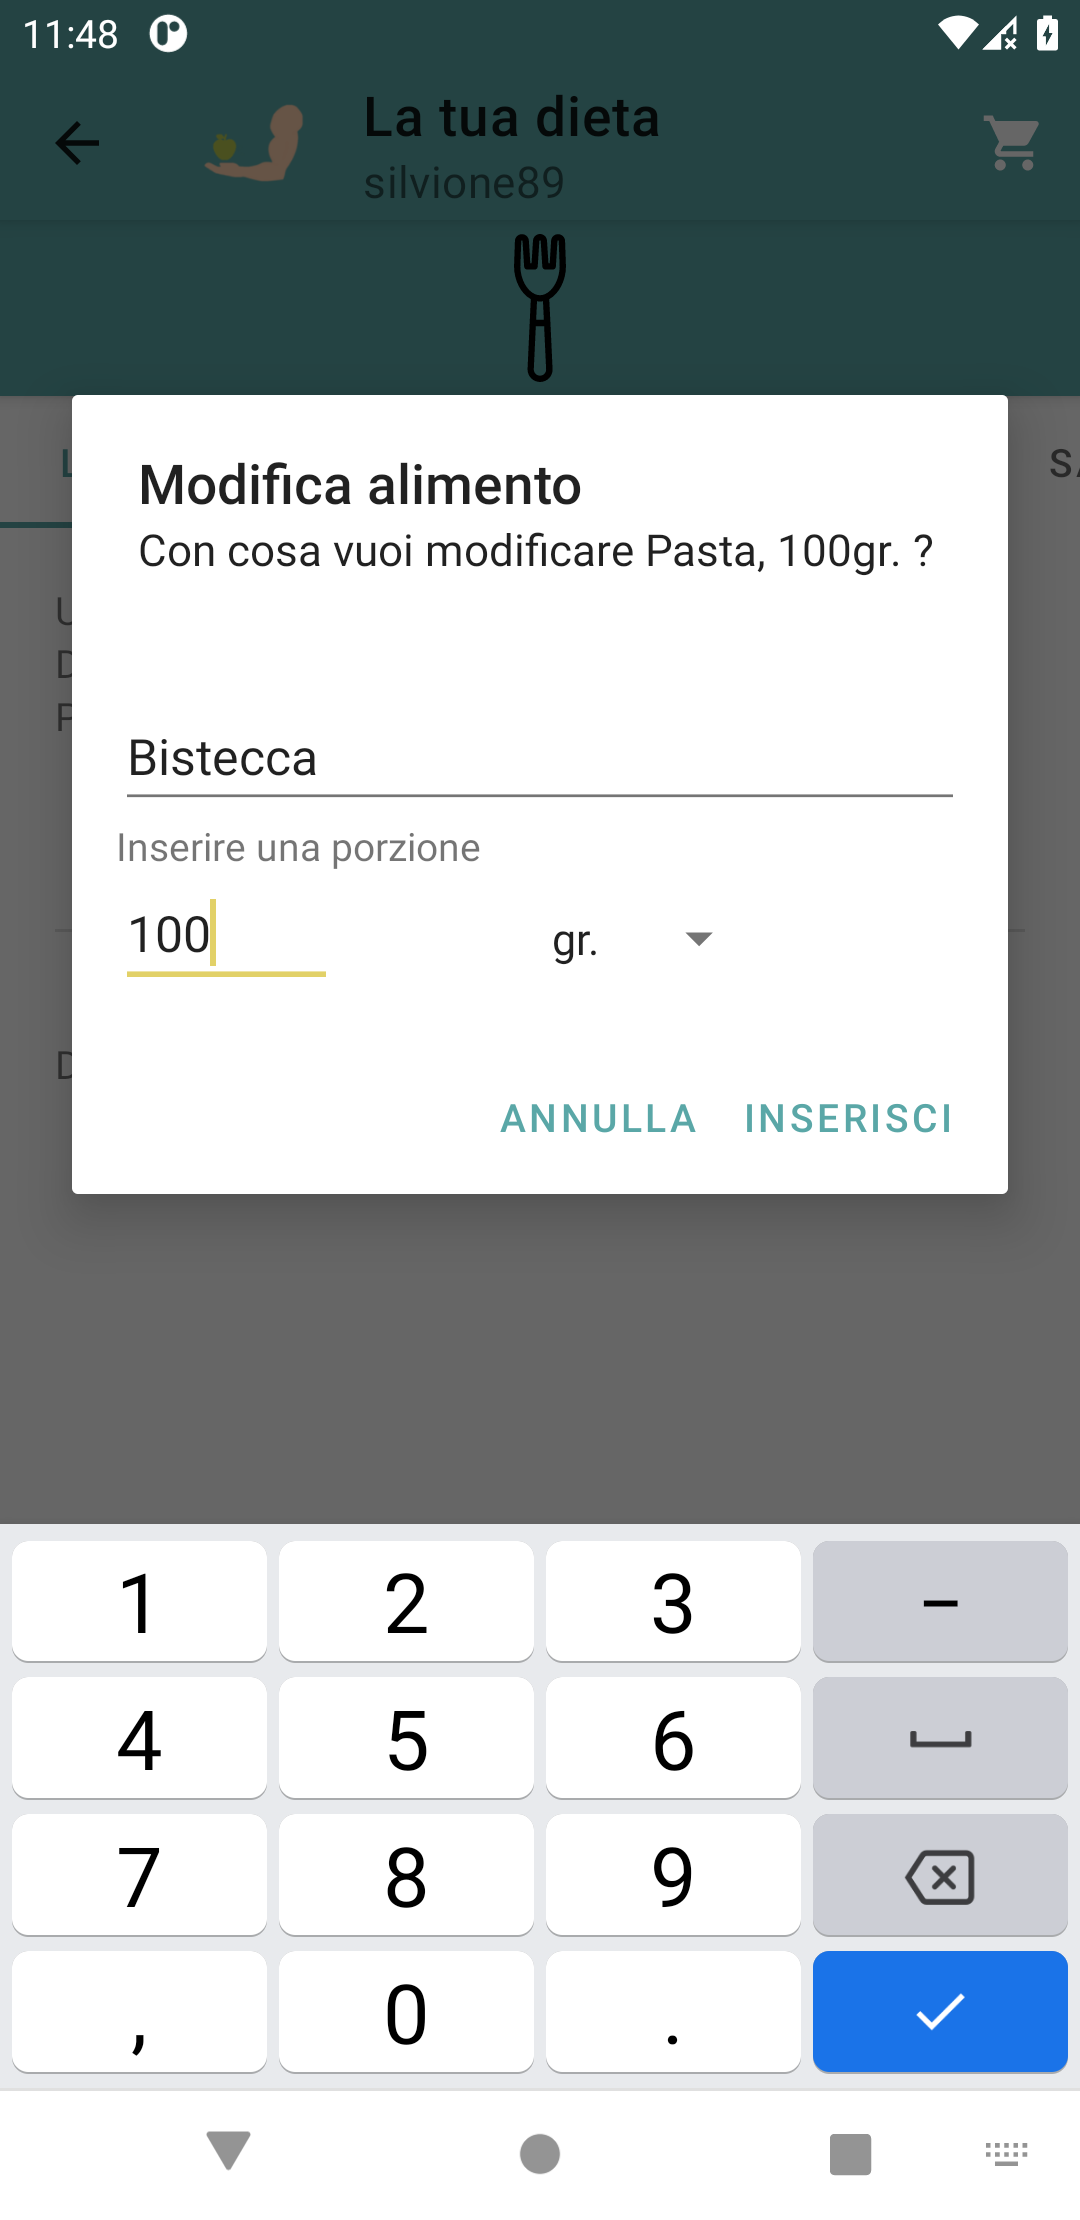 11:48
La tua dieta
silvione89
L
SA
Modifica alimento
Con cosa vuoi modificare Pasta, 100gr. ?
U
D
P
Bistecca
Inserire una porzione
100 gr.
D
ANNULLA INSERISCI
1 2 3 –
4 5 6
7 8 9
, 0 .